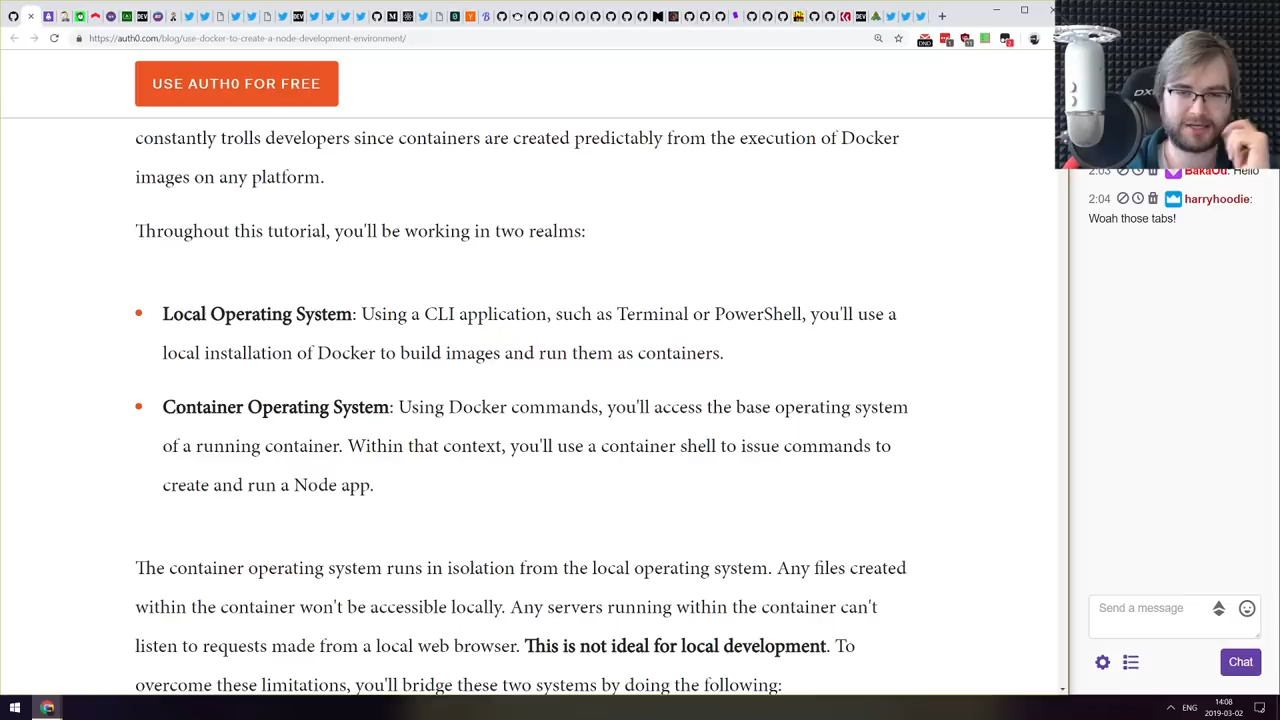 https://auth0.com/blog/use-docker-to-create-a-node-development-environment/
USE AUTH0 FOR FREE
constantly trolls developers since containers are created predictably from the execution of Docker
images on any platform.
Throughout this tutorial, you'll be working in two realms:
Local Operating System: Using a CLI application, such as Terminal or PowerShell, you'll use a
local installation of Docker to build images and run them as containers.
Container Operating System: Using Docker commands, you'll access the base operating system
of a running container. Within that context, you'll use a container shell to issue commands to
create and run a Node app.
The container operating system runs in isolation from the local operating system. Any files created
within the container won't be accessible locally. Any servers running within the container can't
listen to requests made from a local web browser. This is not ideal for local development. To
overcome these limitations, you'll bridge these two systems by doing the following:
2:03 BakaOu: Hello
2:04 harryhoodie:
Woah those tabs!
Send a message
Chat
ENG
14:08
2019-03-02